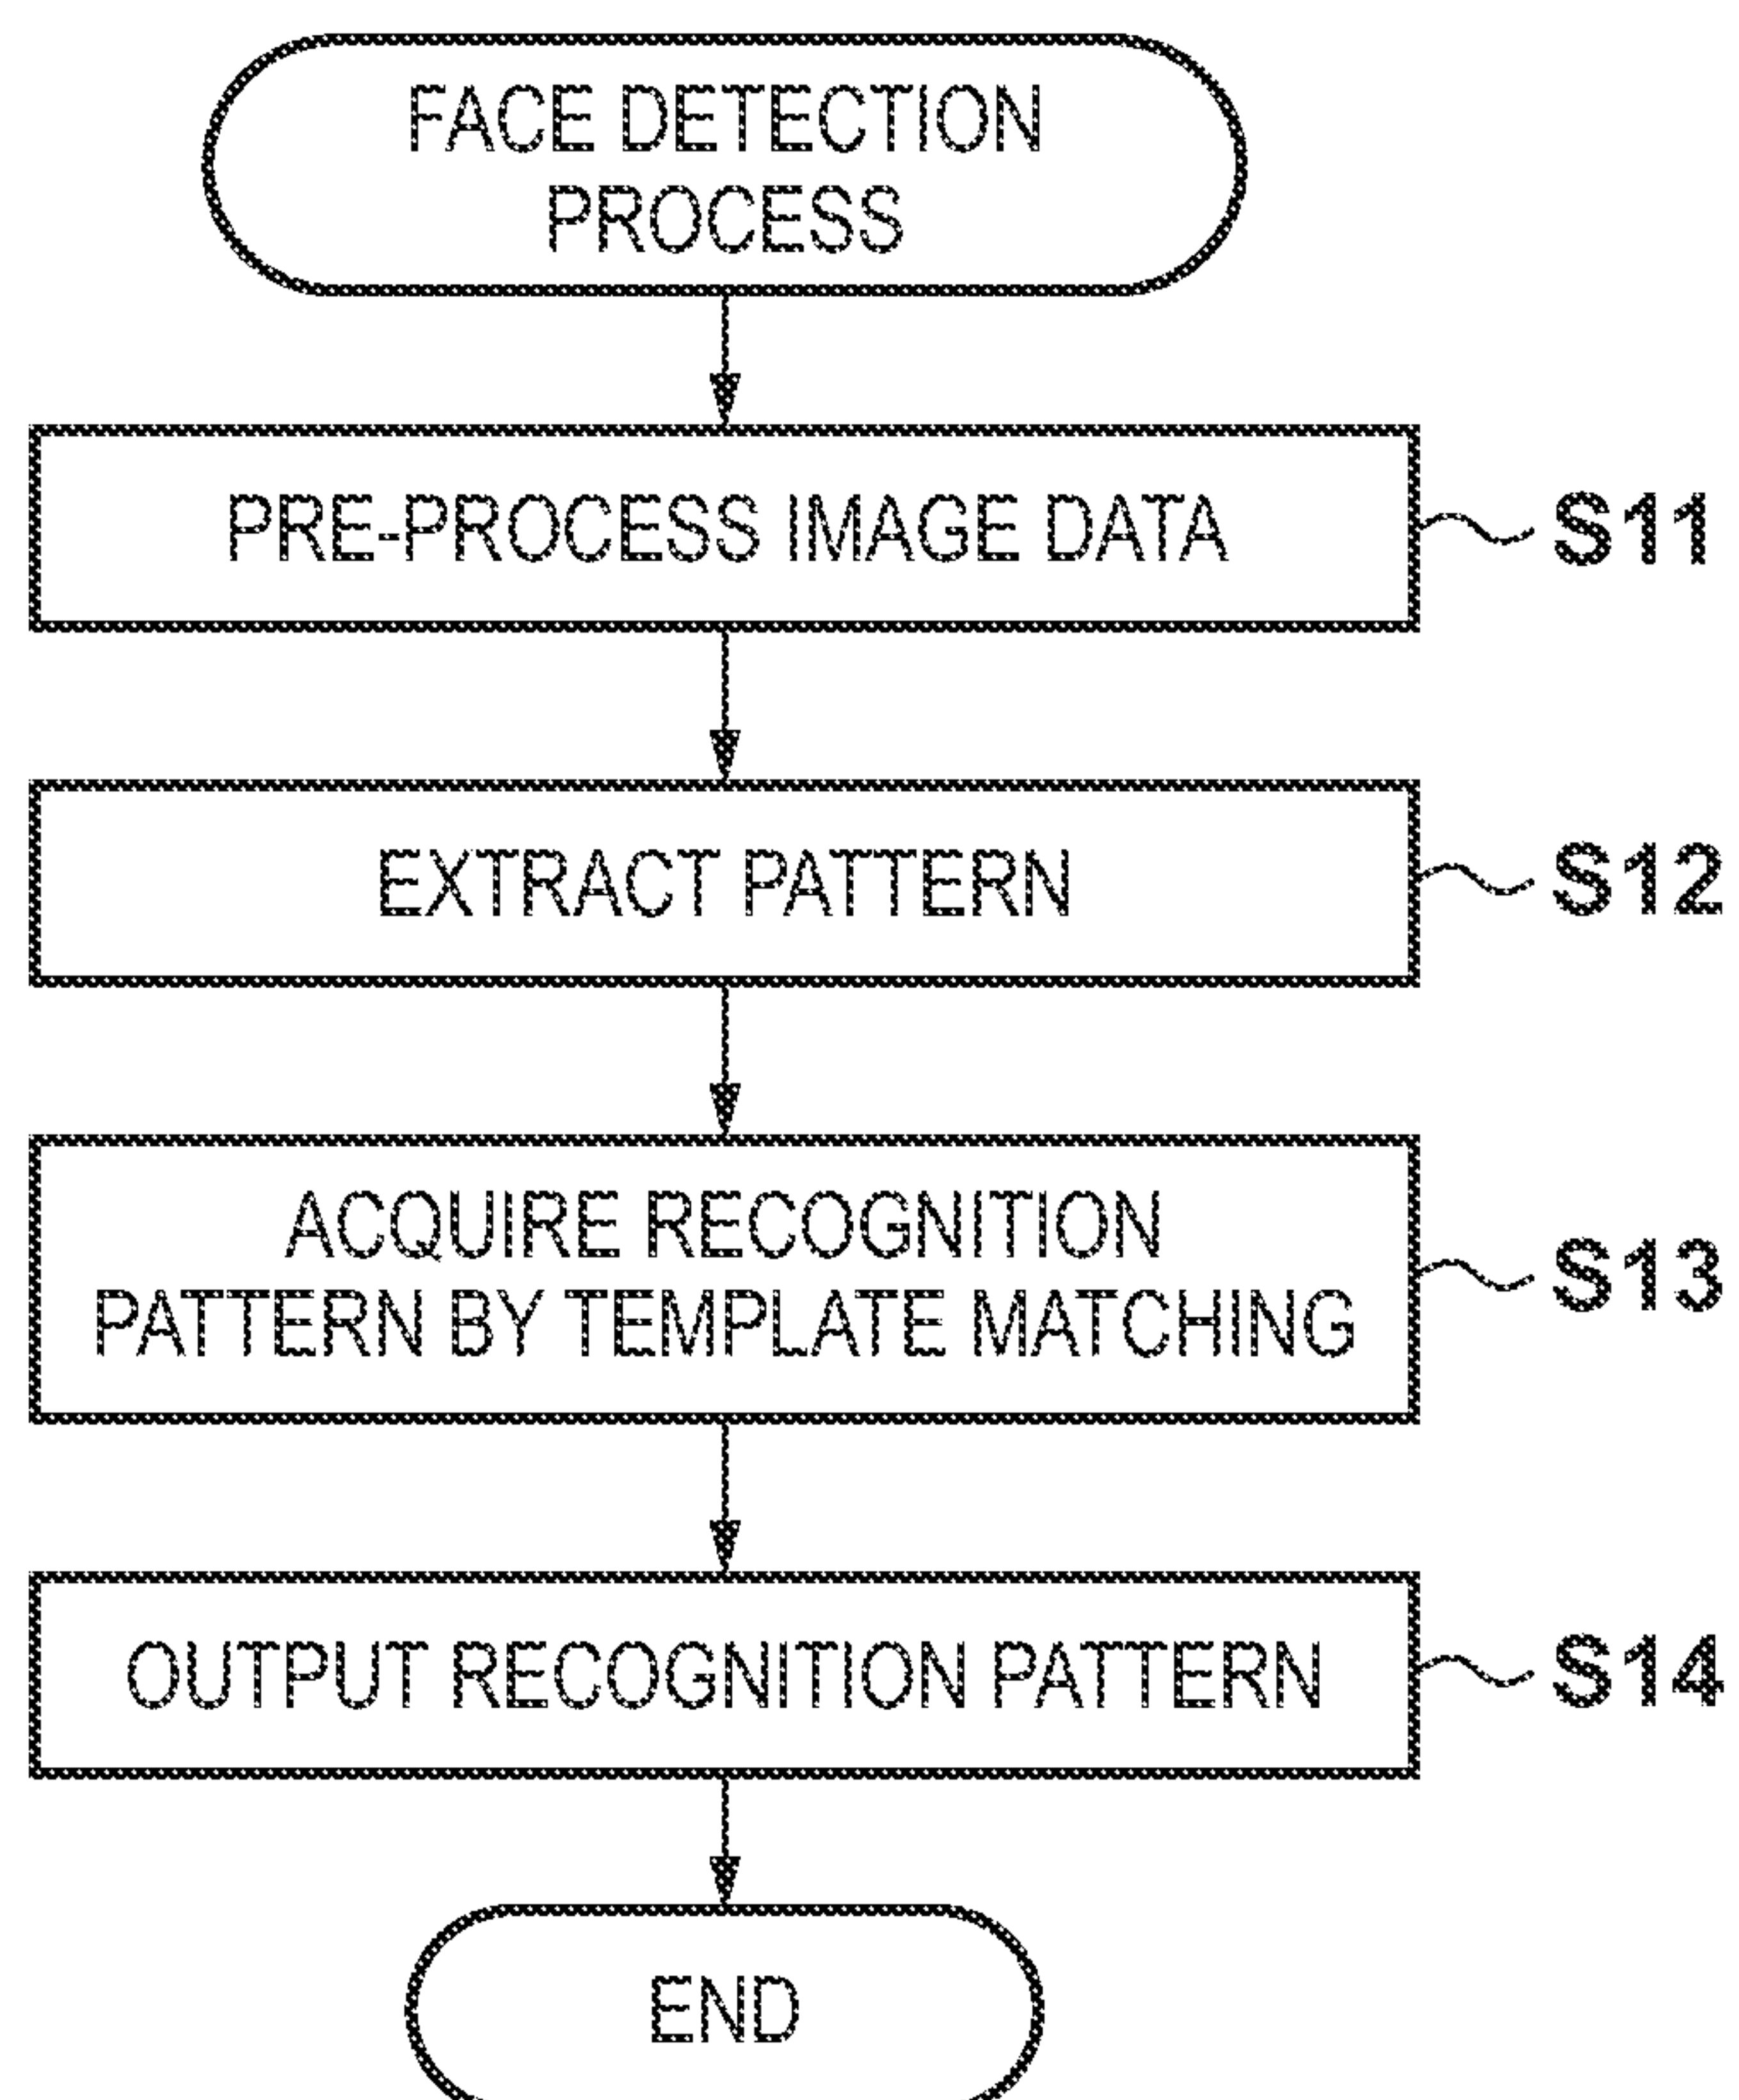 FACE DETECTION
PROCESS
PRE-PROCESS IMAGE DATA
S11
EXTRACT PATTERN
S12
ACQUIRE RECOGNITION
PATTERN BY TEMPLATE MATCHING
S13
OUTPUT RECOGNITION PATTERN
S14
END